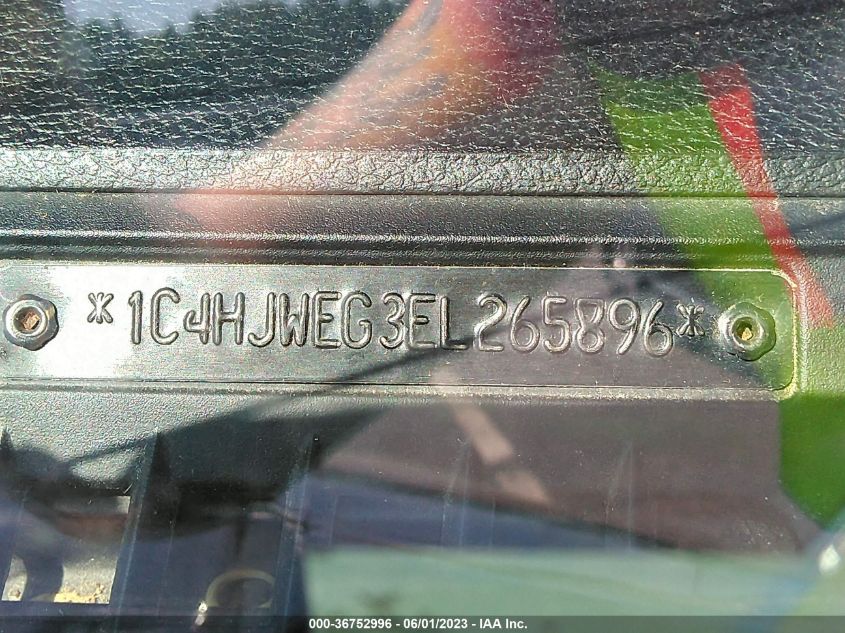 *1C4HJWEG3EL265896*
000-36752996 - 06/01/2023 - IAA Inc.